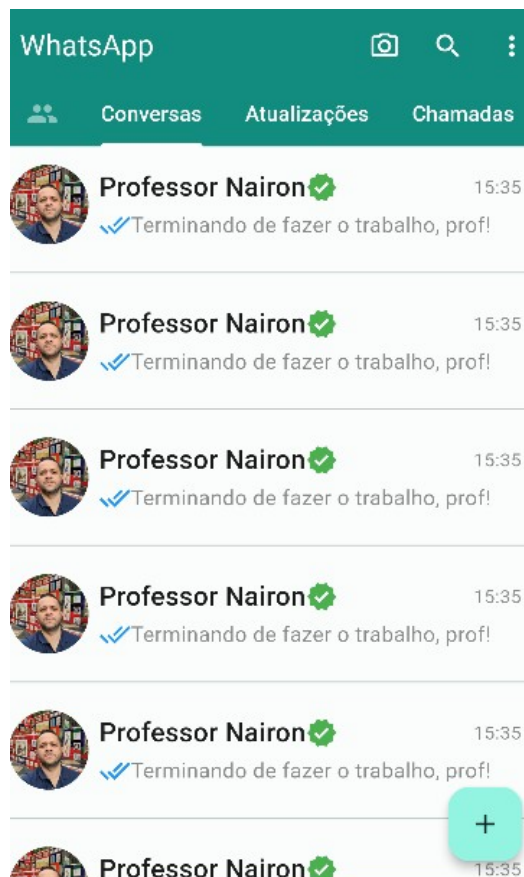 WhatsApp
Conversas Atualizações Chamadas
Professor Nairon 15:35
Terminando de fazer o trabalho, prof!
Professor Nairon 15:35
Terminando de fazer o trabalho, prof!
Professor Nairon 15:35
Terminando de fazer o trabalho, prof!
Professor Nairon 15:35
Terminando de fazer o trabalho, prof!
Professor Nairon 15:35
Terminando de fazer o trabalho, prof!
Professor Nairon 15:35